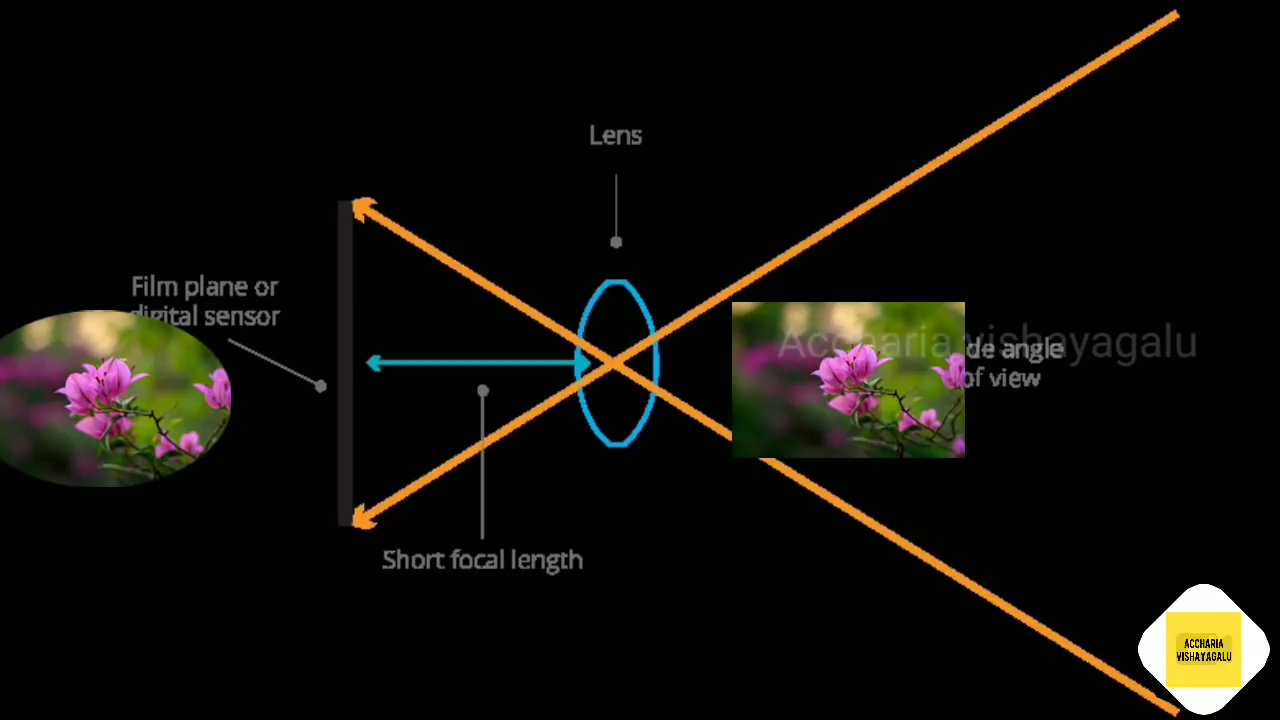 Lens
Film plane or
digital sensor
Accharia vishayagalu
de angle
of view
Short focal length
ACCHARIA
VISHAYAGALU